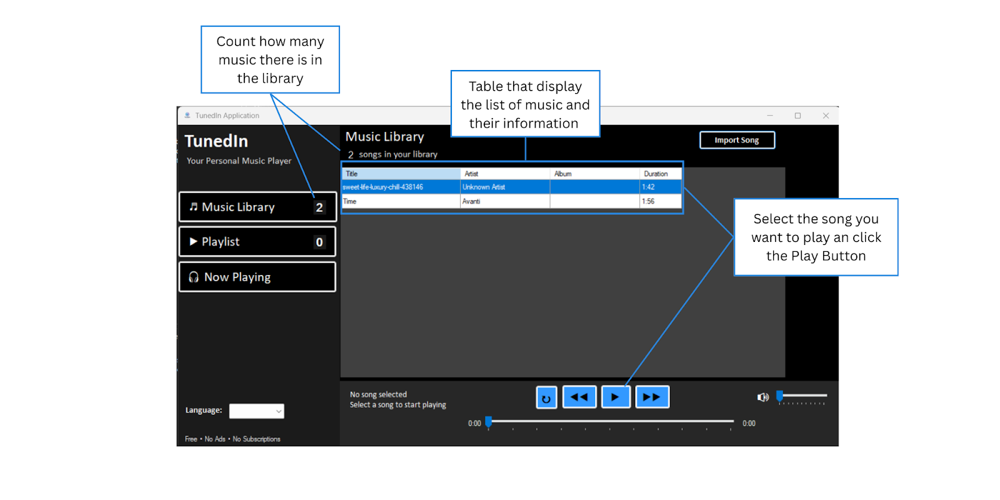 Count how many
music there is in
the library
Table that display
the list of music and
their information
TunedIn Application
TunedIn
Your Personal Music Player
Music Library 2
Playlist 0
Now Playing
Language:
Free • No Ads • No Subscriptions
Music Library
2 songs in your library
Import Song
Title Artist Album Duration
sweet-life-luxury-chill-438146 Unknown Artist 1:42
Time Avanti 1:56
Select the song you
want to play an click
the Play Button
No song selected
Select a song to start playing
0:00 0:00